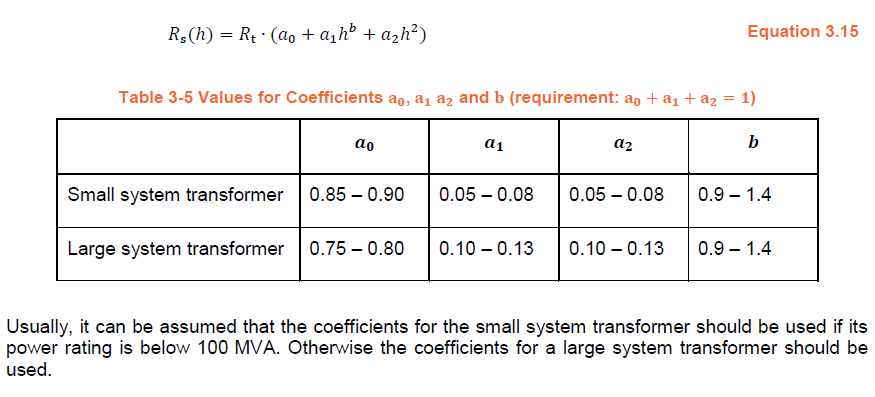 Rₛ(h) = Rₜ · (a₀ + a₁hᵇ + a₂h²) Equation 3.15
Table 3-5 Values for Coefficients a₀, a₁ a₂ and b (requirement: a₀ + a₁ + a₂ = 1)
a₀ a₁ a₂ b
Small system transformer 0.85 – 0.90 0.05 – 0.08 0.05 – 0.08 0.9 – 1.4
Large system transformer 0.75 – 0.80 0.10 – 0.13 0.10 – 0.13 0.9 – 1.4
Usually, it can be assumed that the coefficients for the small system transformer should be used if its
power rating is below 100 MVA. Otherwise the coefficients for a large system transformer should be
used.